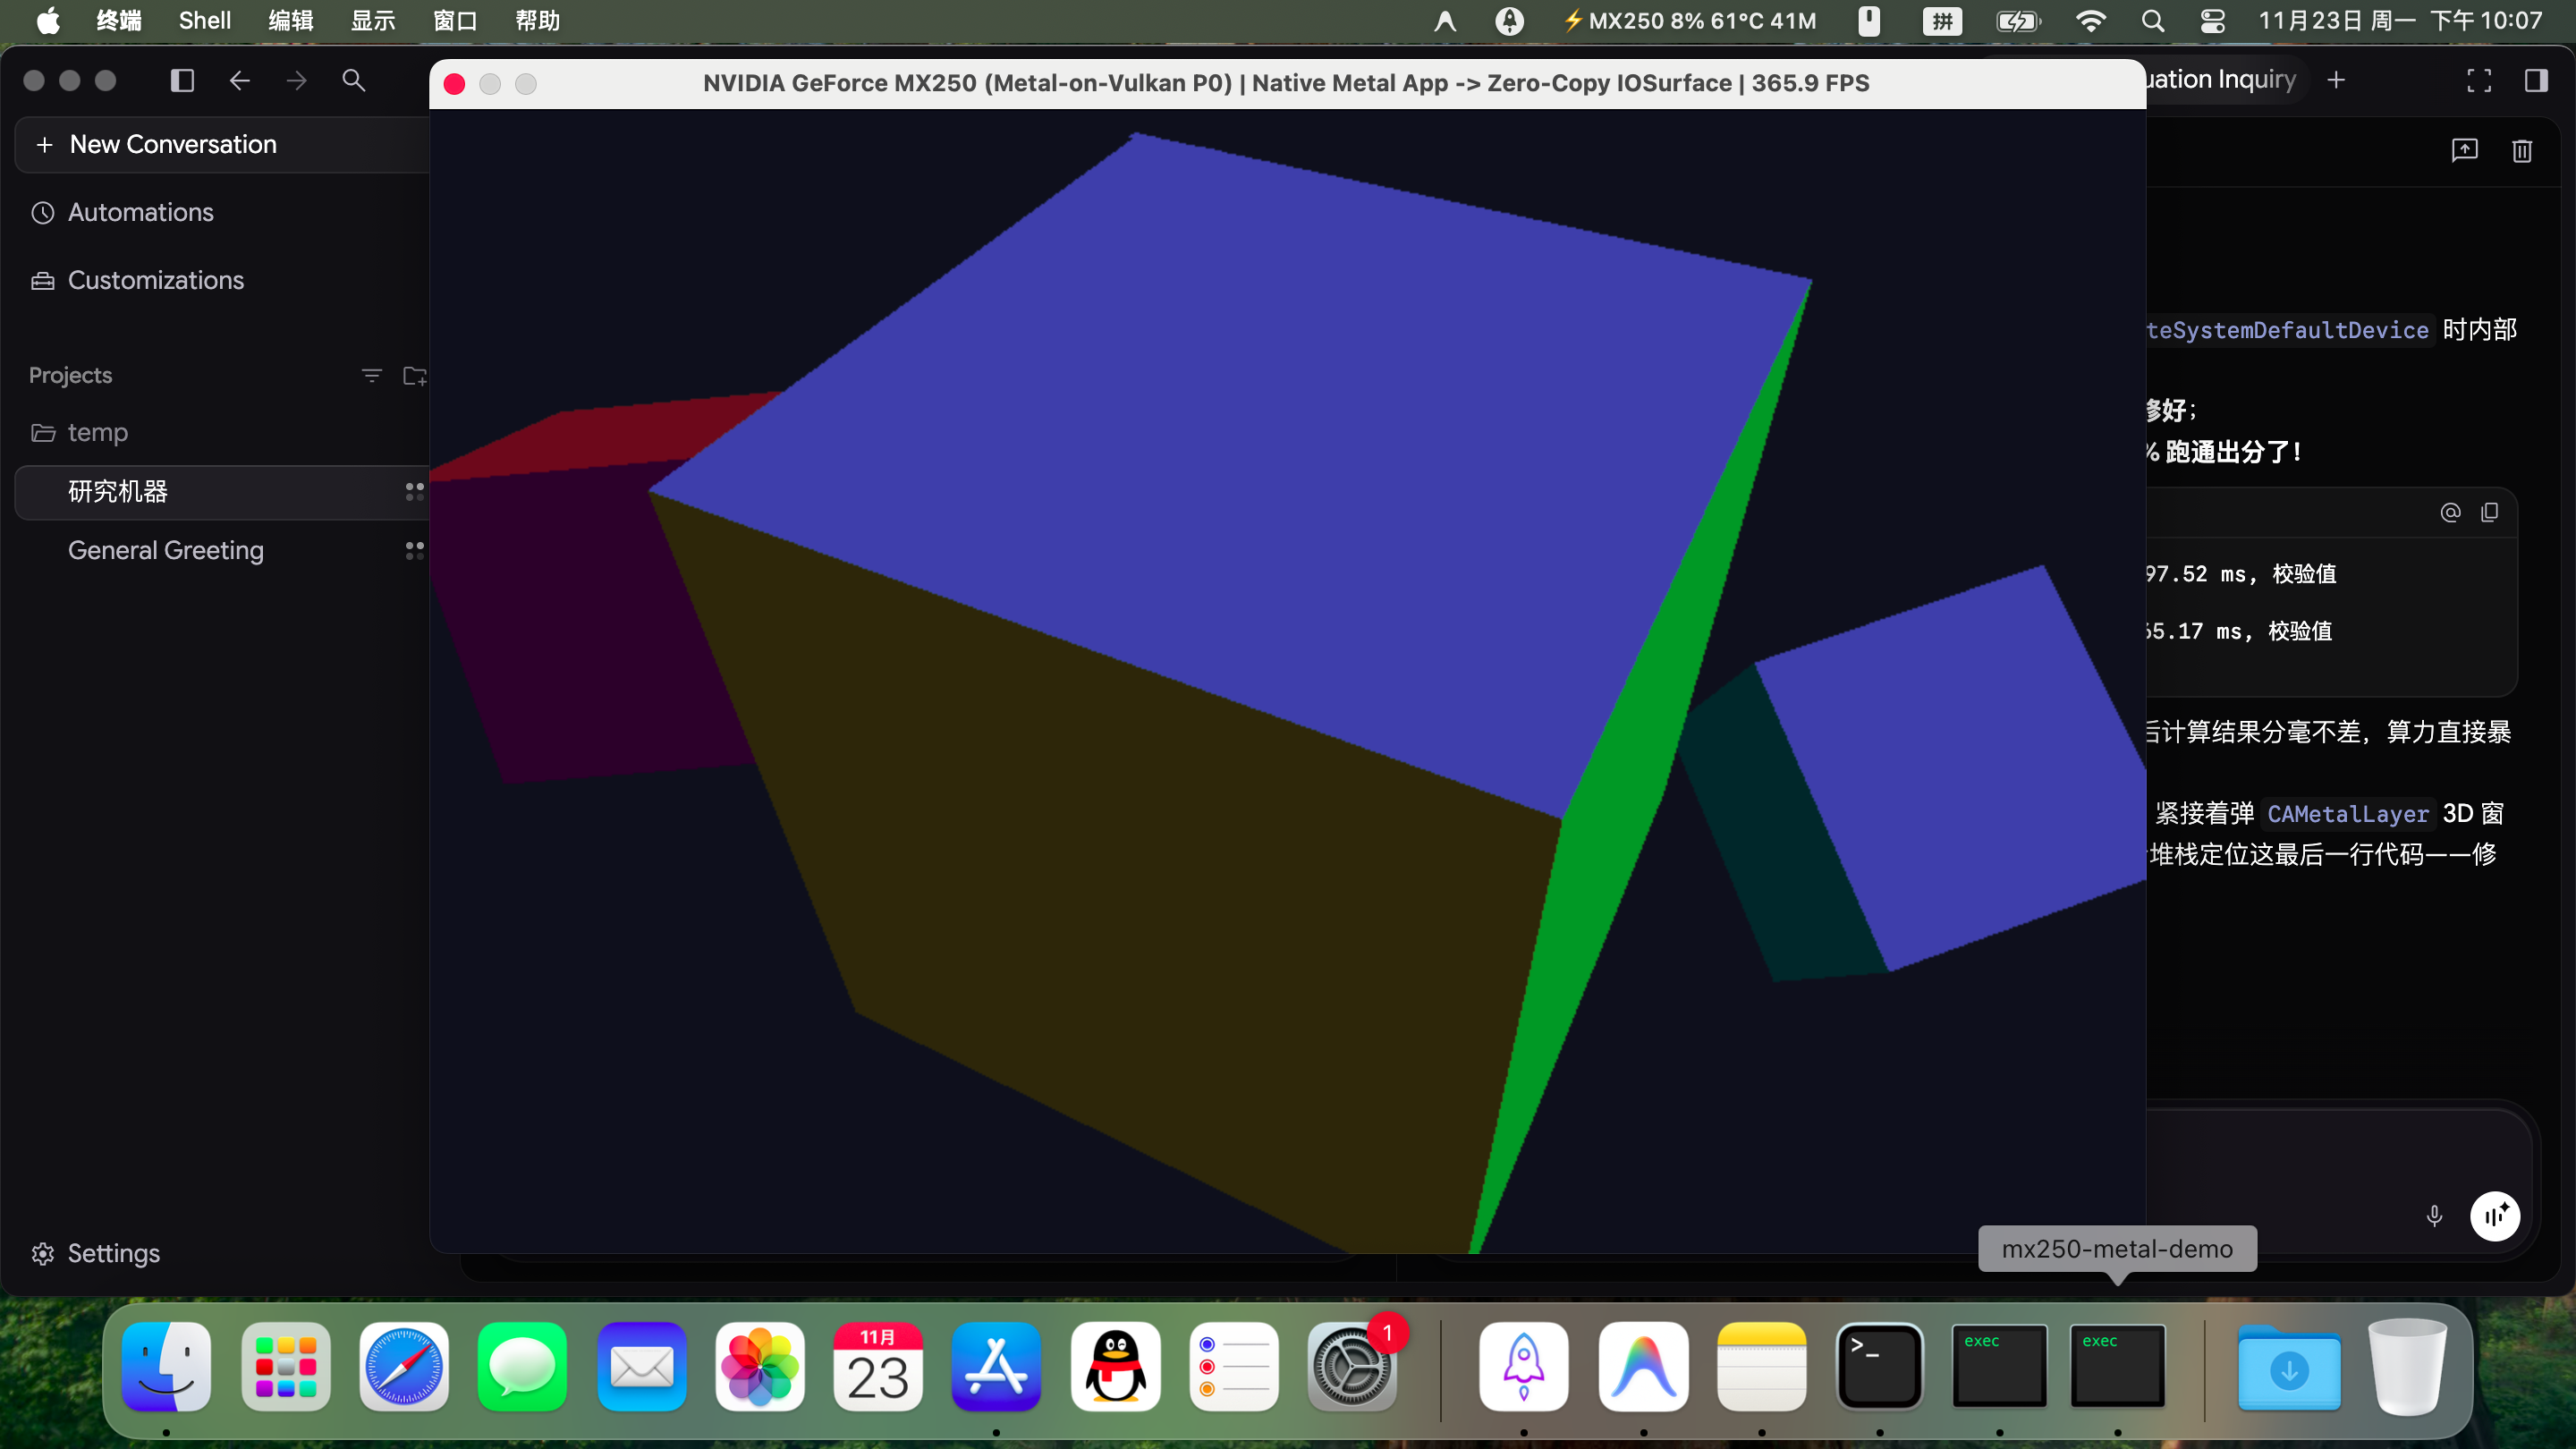 终端 Shell 编辑 显示 窗口 帮助
⚡MX250 8% 61°C 41M 拼 11月23日 周一 下午 10:07
NVIDIA GeForce MX250 (Metal-on-Vulkan P0) | Native Metal App -> Zero-Copy IOSurface | 365.9 FPS
uation Inquiry
New Conversation
Automations
Customizations
Projects
temp
研究机器
General Greeting
Settings
teSystemDefaultDevice 时内部
修好；
% 跑通出分了！
97.52 ms, 校验值
65.17 ms, 校验值
后计算结果分毫不差，算力直接暴
紧接着弹 CAMetalLayer 3D 窗
堆栈定位这最后一行代码——修
mx250-metal-demo
11月
23
1
>_
exec
exec